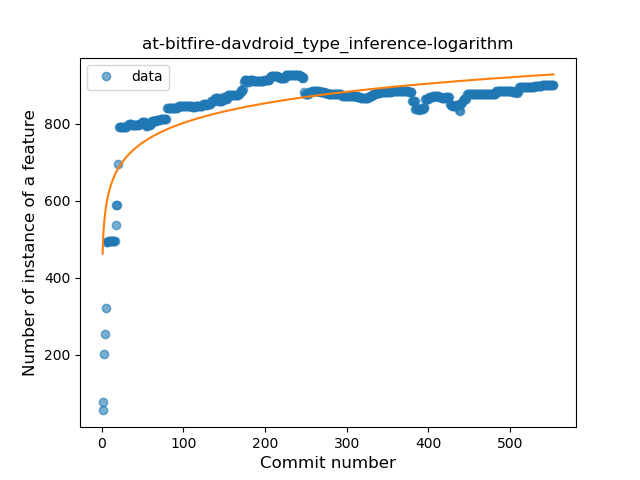 at-bitfire-davdroid_type_inference-logarithm
data
Number of instance of a feature
800
600
400
200
0
100
200
300
400
500
Commit number